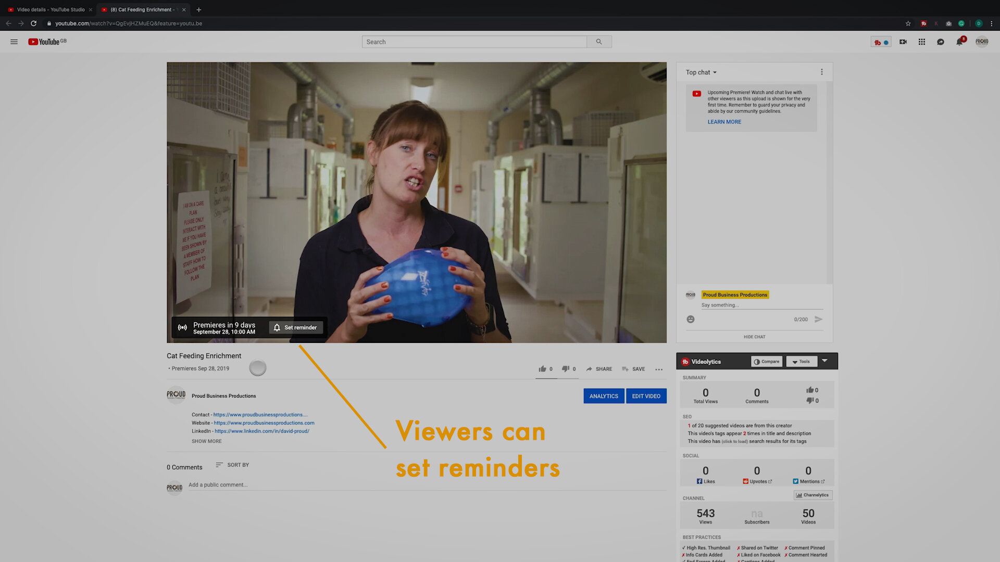 Video details - YouTube Studio
(8) Cat Feeding Enrichment -
youtube.com/watch?v=QgEvjHZMuEQ&feature=youtu.be
YouTube GB
Search
8
PROUD
I AM ON A CARE
PLAN
PLEASE ONLY
INTERACT WITH
ME IF YOU HAVE
BEEN SHOWN BY
A MEMBER OF
STAFF HOW TO
FOLLOW THE
PLAN
Premieres in 9 days
September 28, 10:00 AM
Set reminder
Top chat
Upcoming Premiere! Watch and chat live with
other viewers as this upload is shown for the very
first time. Remember to guard your privacy and
abide by our community guidelines.
LEARN MORE
PROUD
Proud Business Productions
Say something...
0/200
HIDE CHAT
Cat Feeding Enrichment
• Premieres Sep 28, 2019
0 0 SHARE SAVE
PROUD
Proud Business Productions
ANALYTICS EDIT VIDEO
Contact - https://www.proudbusinessproductions....
Website - https://www.proudbusinessproductions.com
LinkedIn - https://www.linkedin.com/in/david-proud/
SHOW MORE
Viewers can
set reminders
0 Comments SORT BY
PROUD
Add a public comment...
Videolytics Compare Tools
SUMMARY
0 0 0
Total Views Comments 0
SEO
1 of 20 suggested videos are from this creator
This video's tags appear 2 times in title and description
This video has (click to load) search results for its tags
SOCIAL
0 0 0
Likes Upvotes Mentions
CHANNEL Channelytics
543 na 50
Views Subscribers Videos
BEST PRACTICES
✓ High Res. Thumbnail ✗ Shared on Twitter ✗ Comment Pinned
✗ Info Cards Added ✗ Liked on Facebook ✗ Comment Hearted
✓ End Screen Added ✗ Captions Added